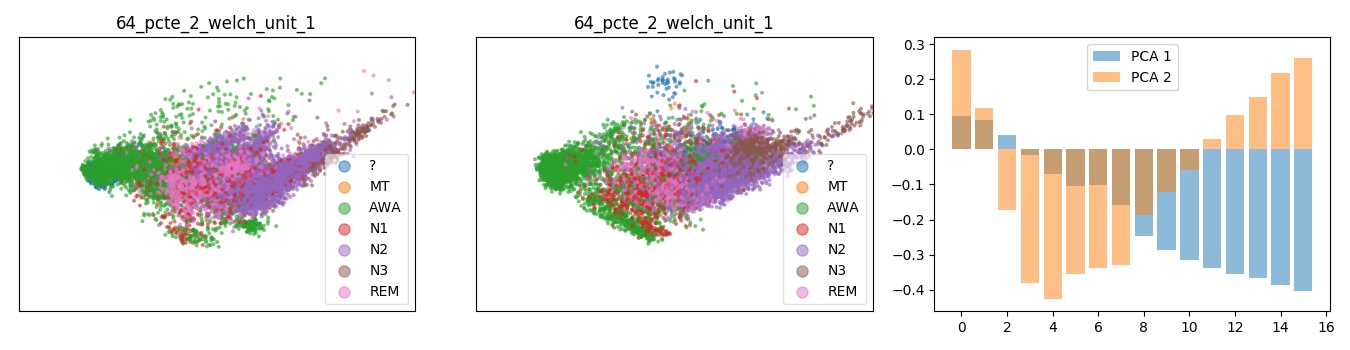 64_pcte_2_welch_unit_1
?
MT
AWA
N1
N2
N3
REM
64_pcte_2_welch_unit_1
?
MT
AWA
N1
N2
N3
REM
PCA 1
PCA 2
0.3
0.2
0.1
0.0
−0.1
−0.2
−0.3
−0.4
0 2 4 6 8 10 12 14 16